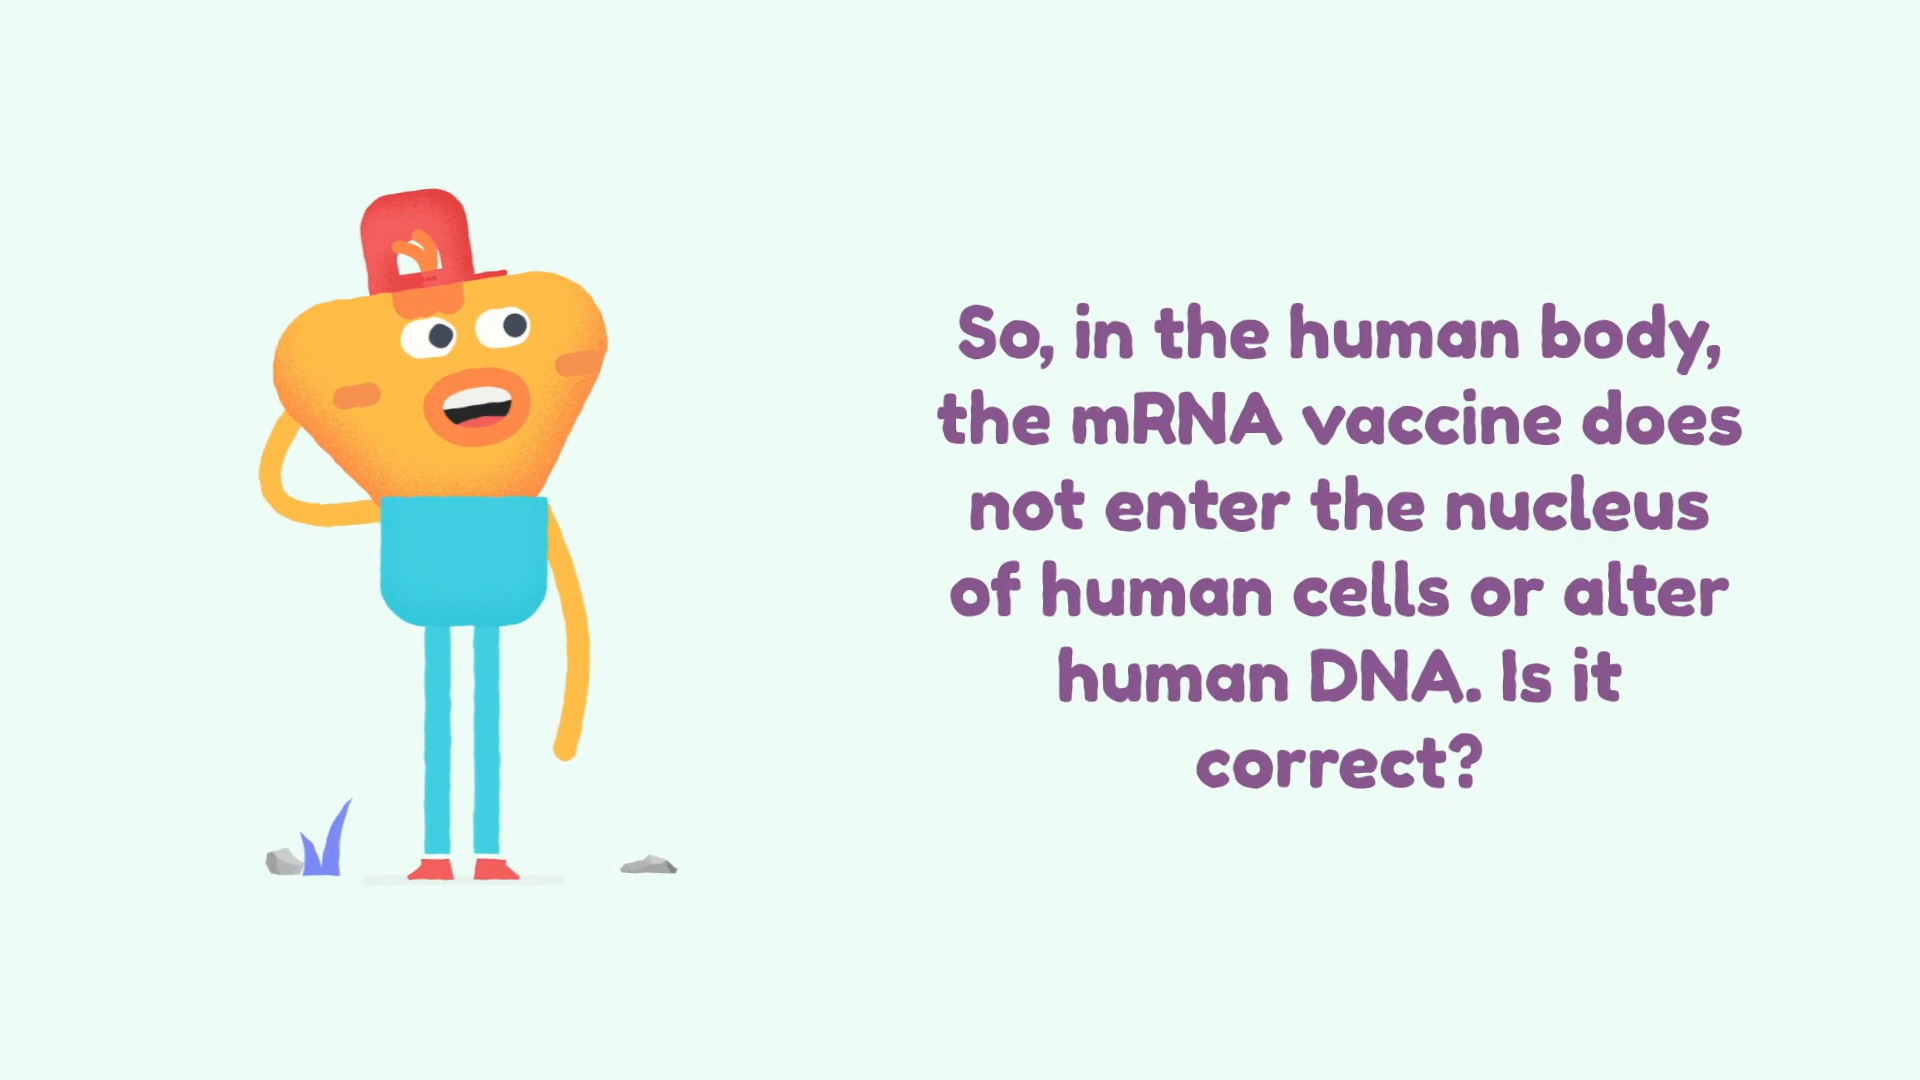 So, in the human body,
the mRNA vaccine does
not enter the nucleus
of human cells or alter
human DNA. Is it
correct?